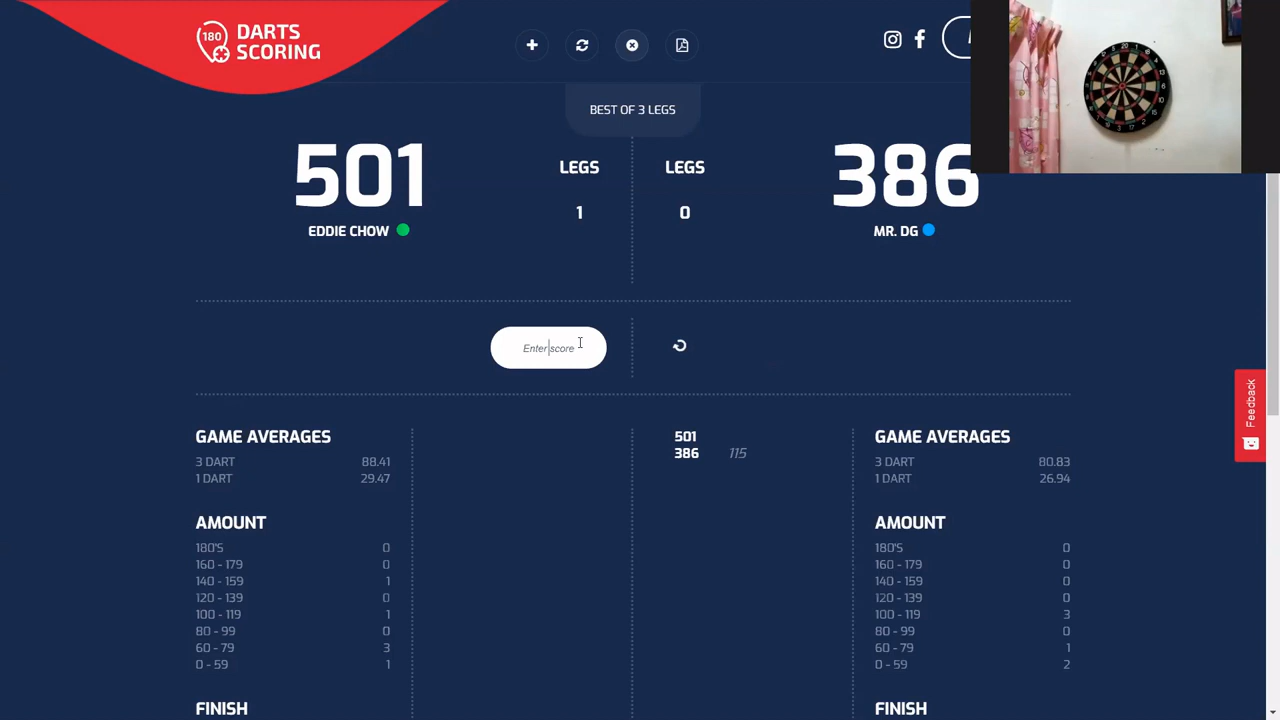 180
DARTS
SCORING
BEST OF 3 LEGS
501
LEGS
LEGS
386
1
0
EDDIE CHOW
MR. DG
Enter score
GAME AVERAGES
3 DART 88.41
1 DART 29.47
501
386 115
GAME AVERAGES
3 DART 80.83
1 DART 26.94
AMOUNT
180'S 0
160 - 179 0
140 - 159 1
120 - 139 0
100 - 119 1
80 - 99 0
60 - 79 3
0 - 59 1
AMOUNT
180'S 0
160 - 179 0
140 - 159 0
120 - 139 0
100 - 119 3
80 - 99 0
60 - 79 1
0 - 59 2
FINISH
FINISH
Feedback